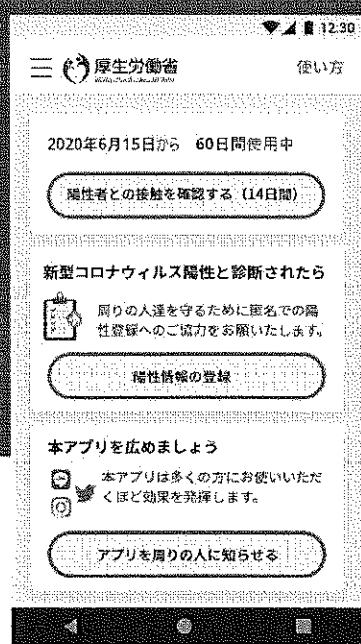 12:30
厚生労働省
使い方
2020年6月15日から 60日間使用中
陽性者との接触を確認する（14日間）
新型コロナウィルス陽性と診断されたら
周りの人達を守るために匿名での陽
性登録へのご協力をお願いたします。
陽性情報の登録
本アプリを広めましょう
本アプリは多くの方にお使いいただ
くほど効果を発揮します。
アプリを周りの人に知らせる